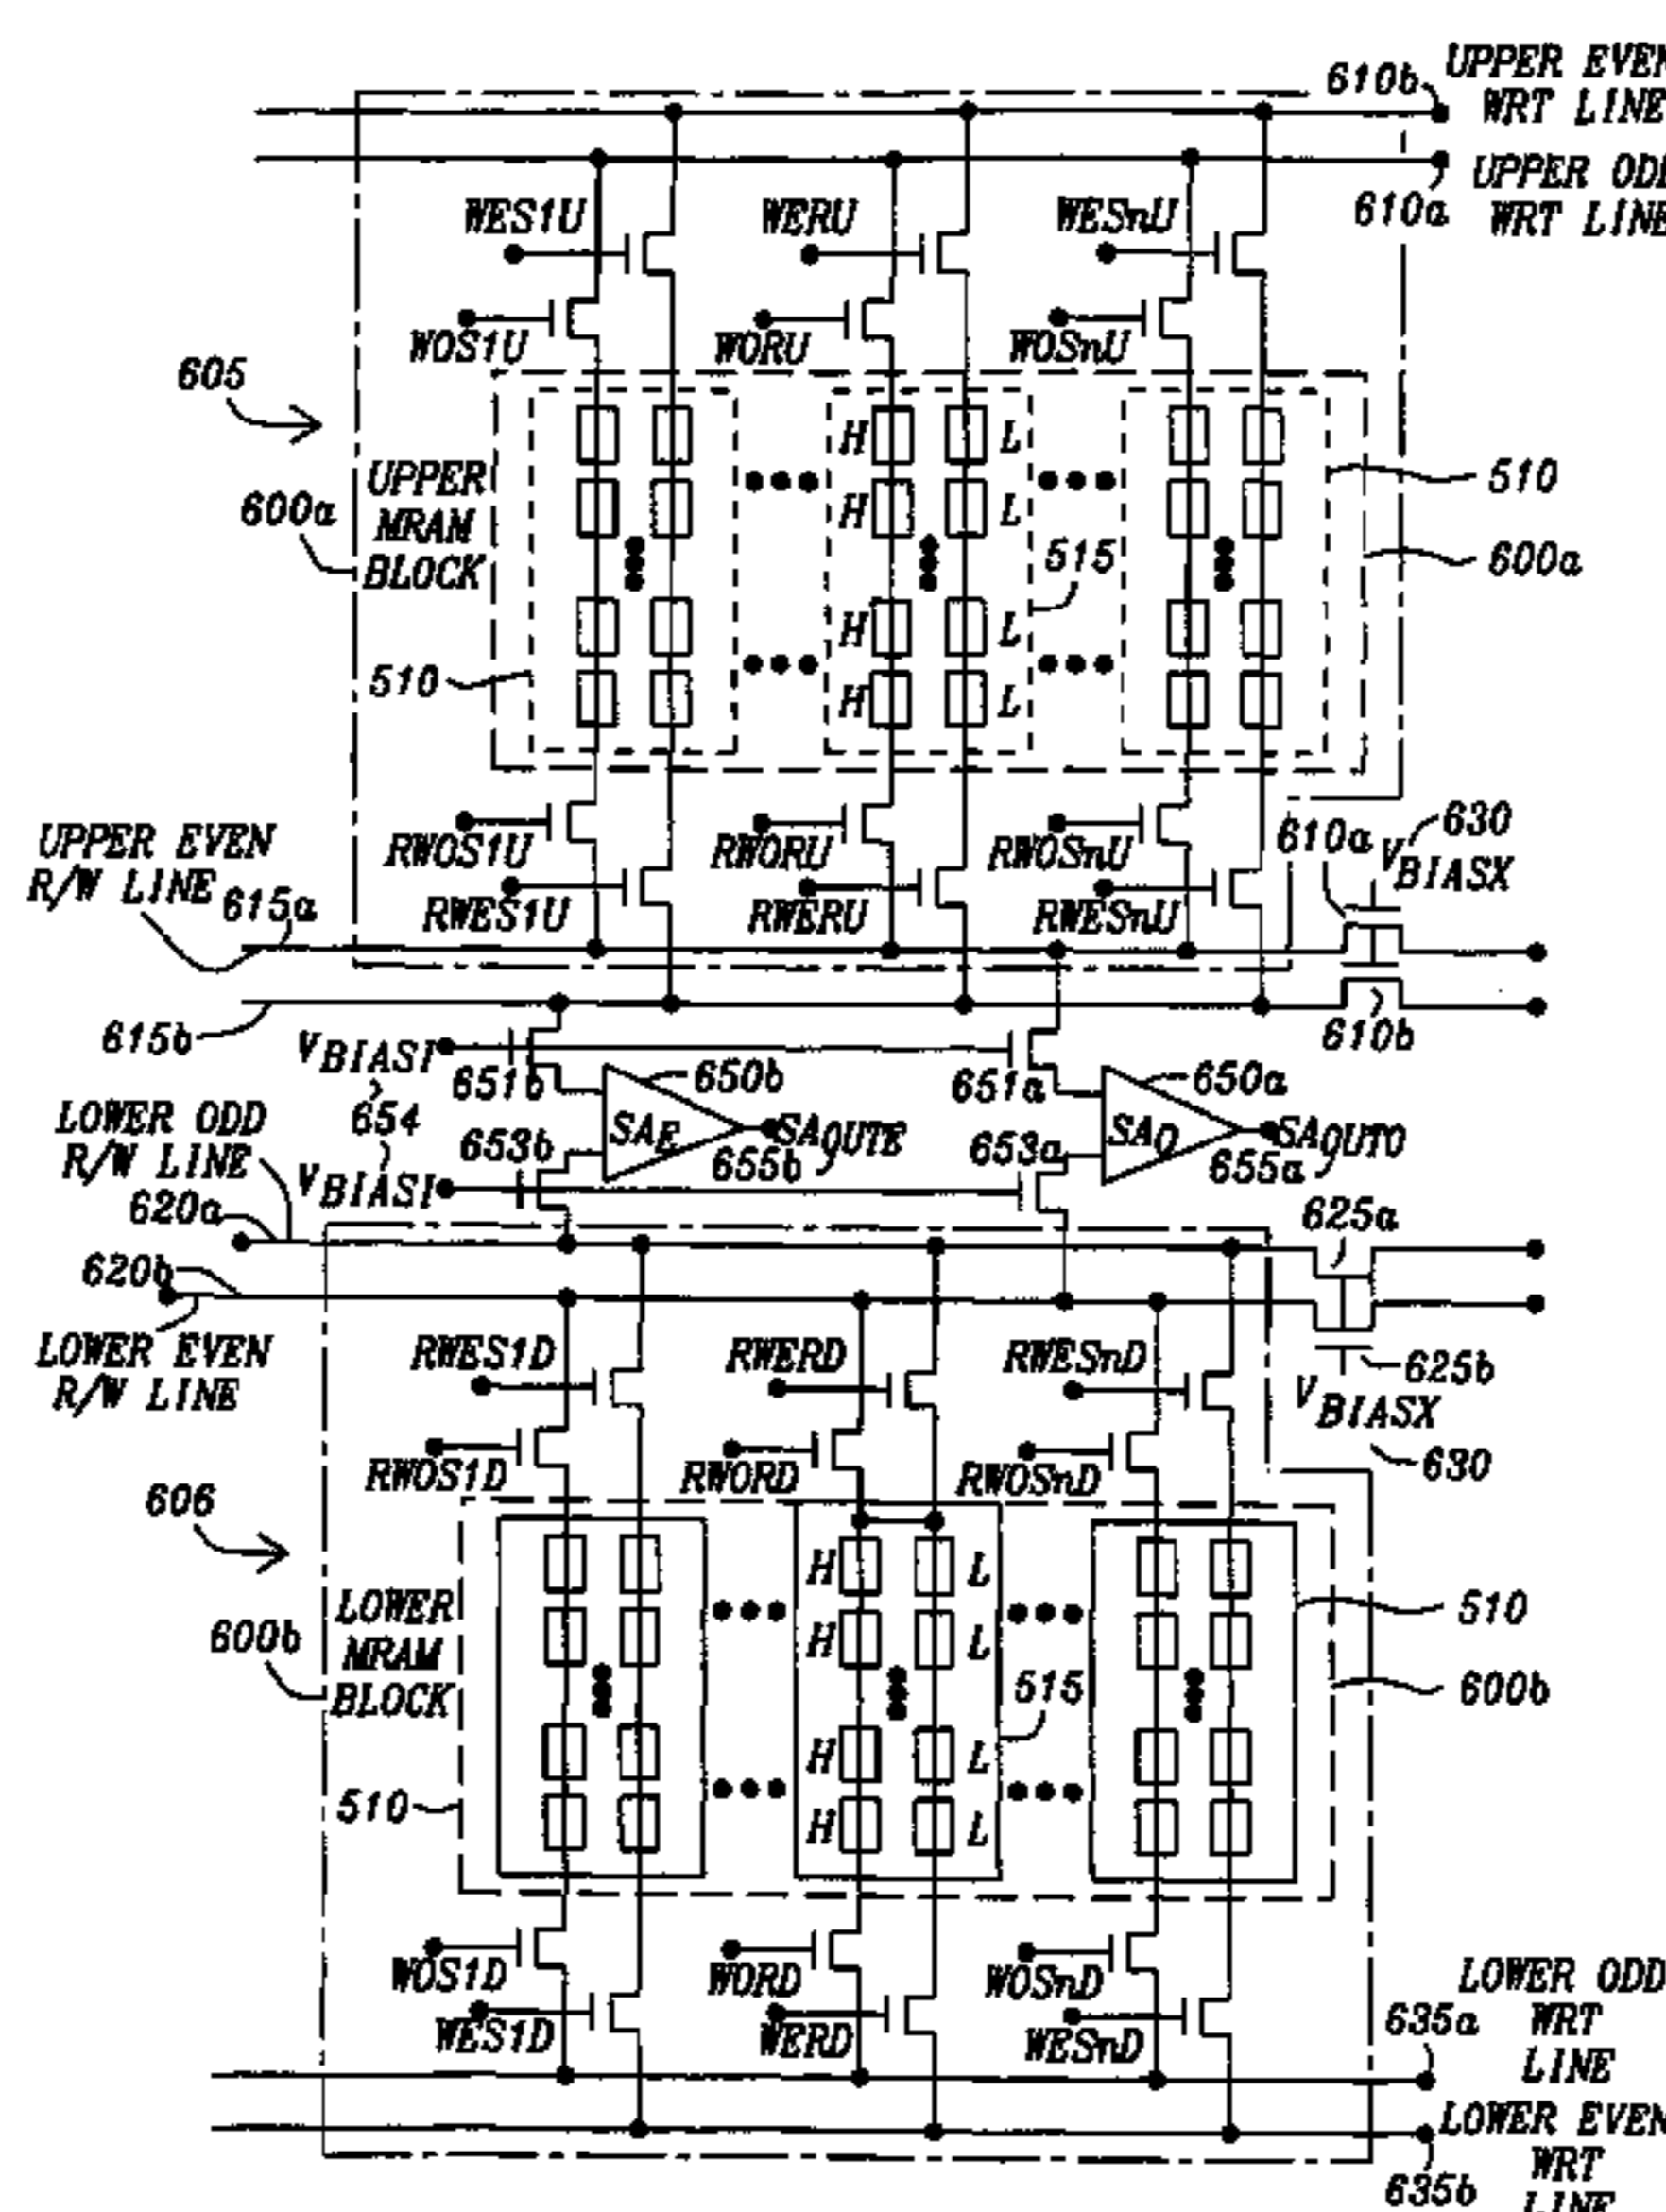 610b
UPPER EVEN
WRT LINE
UPPER ODD
WRT LINE
610a
WES1U
WERU
WESnU
WOS1U
WORU
WOSnU
605
UPPER
MRAM
BLOCK
600a
H
L
H
L
H
L
H
L
510
515
600a
510
UPPER EVEN
R/W LINE
615a
RWOS1U
RWORU
RWOSnU
RWES1U
RWERU
RWESnU
610a
630
VBIASX
615b
610b
VBIASI
651b
650b
651a
650a
654
SAE
SAOUTE
655b
SAO
SAOUTO
655a
LOWER ODD
R/W LINE
620a
VBIASI
653b
653a
625a
620b
LOWER EVEN
R/W LINE
RWES1D
RWERD
RWESnD
625b
VBIASX
630
RWOS1D
RWORD
RWOSnD
606
LOWER
MRAM
BLOCK
600b
H
L
H
L
H
L
H
L
510
515
600b
510
WOS1D
WORD
WOSnD
WES1D
WERD
WESnD
LOWER ODD
WRT
LINE
635a
LOWER EVEN
WRT
LINE
635b